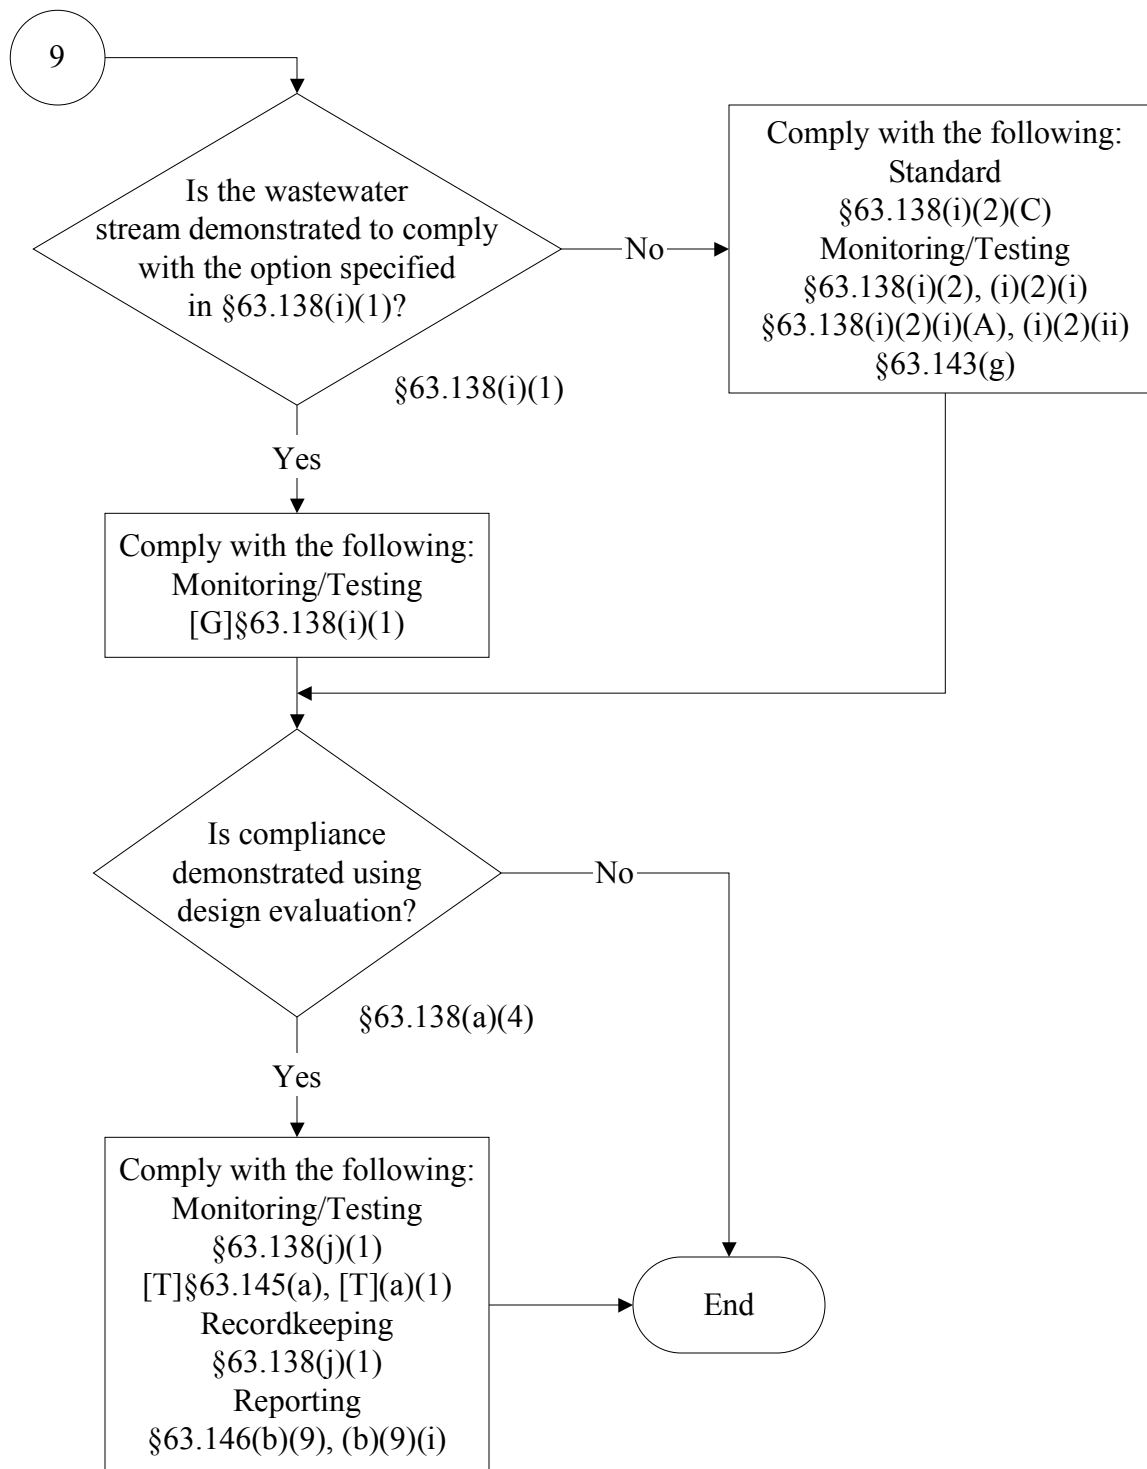 9
Is the wastewater
stream demonstrated to comply
with the option specified
in §63.138(i)(1)?
§63.138(i)(1)
No
Comply with the following:
Standard
§63.138(i)(2)(C)
Monitoring/Testing
§63.138(i)(2), (i)(2)(i)
§63.138(i)(2)(i)(A), (i)(2)(ii)
§63.143(g)
Yes
Comply with the following:
Monitoring/Testing
[G]§63.138(i)(1)
Is compliance
demonstrated using
design evaluation?
§63.138(a)(4)
No
Yes
Comply with the following:
Monitoring/Testing
§63.138(j)(1)
[T]§63.145(a), [T](a)(1)
Recordkeeping
§63.138(j)(1)
Reporting
§63.146(b)(9), (b)(9)(i)
End